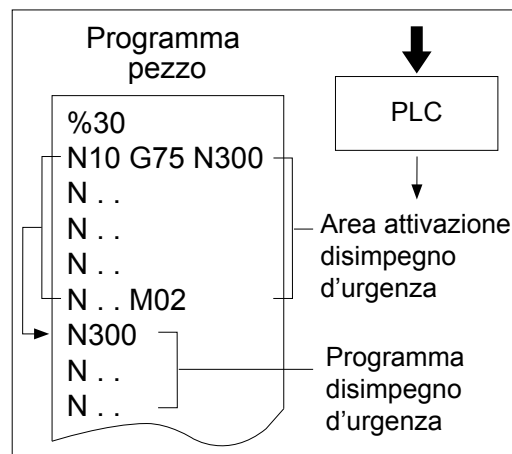 Programma
pezzo
%30
N10 G75 N300
N . .
N . .
N . .
N . . M02
N300
N . .
N . .
PLC
Area attivazione
disimpegno
d'urgenza
Programma
disimpegno
d'urgenza